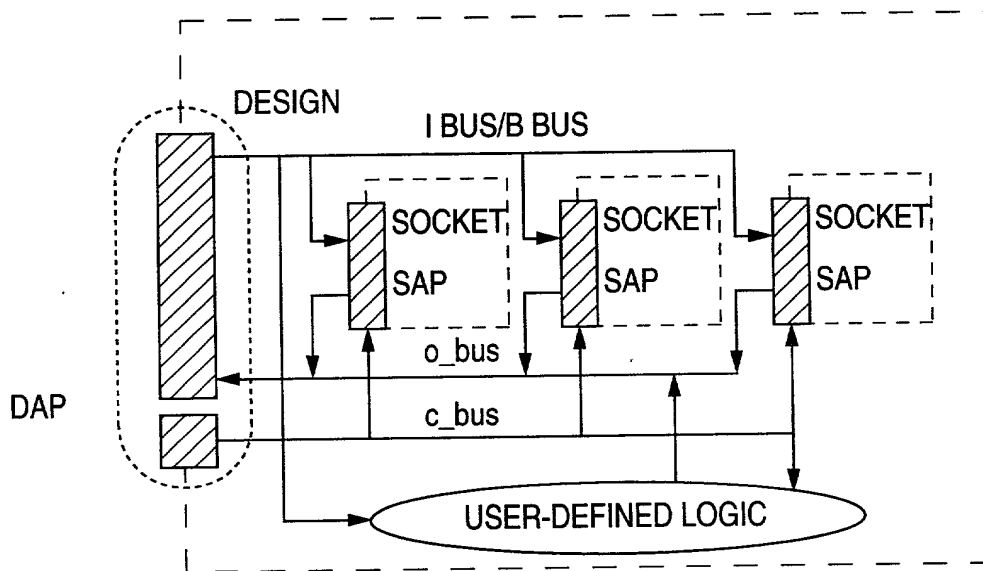 DESIGN
I BUS/B BUS
SOCKET
SOCKET
SOCKET
SAP
SAP
SAP
o_bus
DAP
c_bus
USER-DEFINED LOGIC